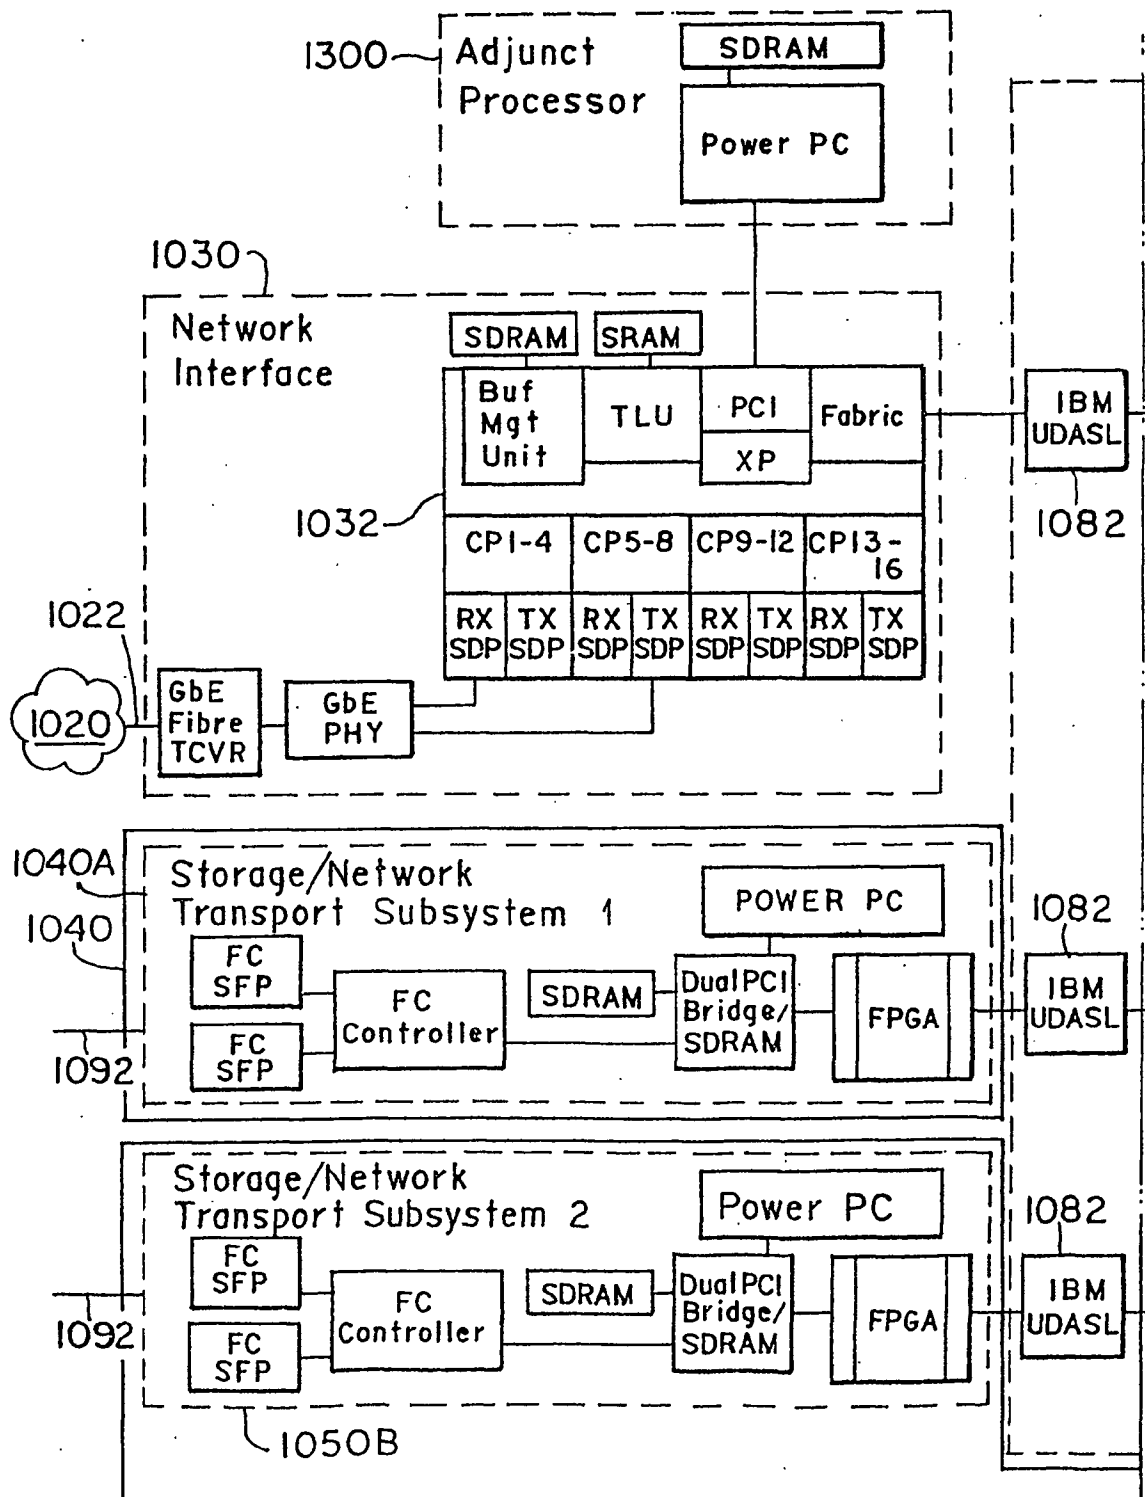 1300
Adjunct
Processor
SDRAM
Power PC
1030
Network
Interface
SDRAM
SRAM
Buf
Mgt
Unit
TLU
PCI
XP
Fabric
IBM
UDASL
1082
1032
CP1-4
CP5-8
CP9-12
CP13-
16
RX
SDP
TX
SDP
RX
SDP
TX
SDP
RX
SDP
TX
SDP
RX
SDP
TX
SDP
1022
1020
GbE
Fibre
TCVR
GbE
PHY
1040A
1040
Storage/Network
Transport Subsystem 1
POWER PC
1082
FC
SFP
FC
SFP
FC
Controller
SDRAM
Dual PCI
Bridge/
SDRAM
FPGA
IBM
UDASL
1092
Storage/Network
Transport Subsystem 2
Power PC
1082
FC
SFP
FC
SFP
FC
Controller
SDRAM
Dual PCI
Bridge/
SDRAM
FPGA
IBM
UDASL
1092
1050B